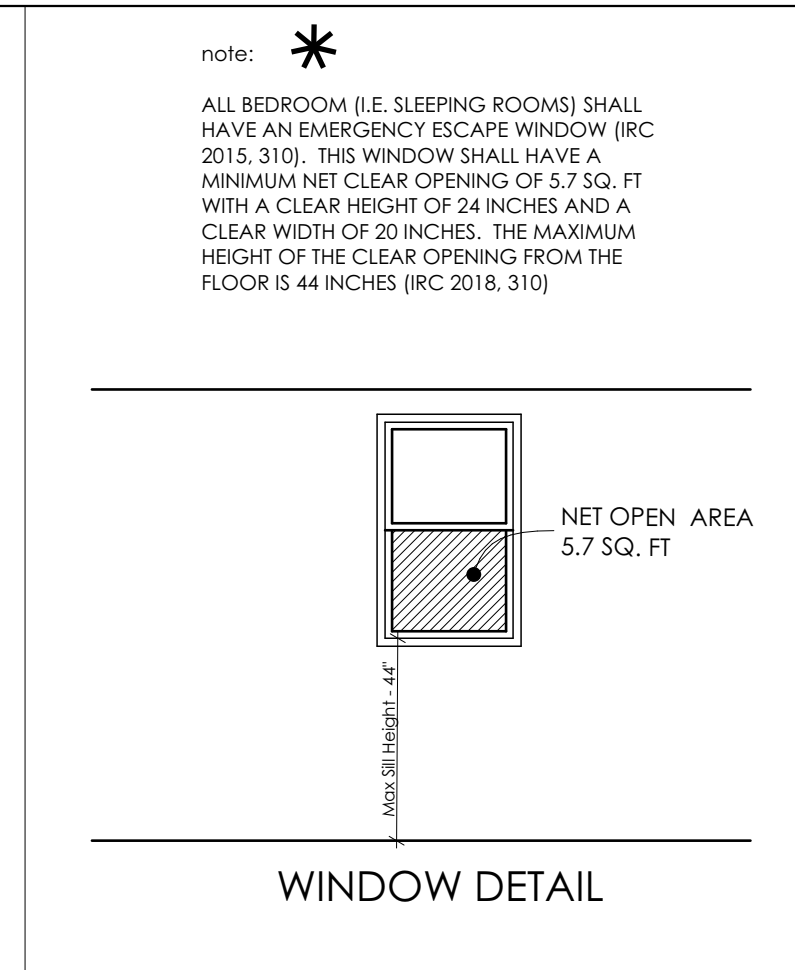 note:
ALL BEDROOM (I.E. SLEEPING ROOMS) SHALL
HAVE AN EMERGENCY ESCAPE WINDOW (IRC
2015, 310). THIS WINDOW SHALL HAVE A
MINIMUM NET CLEAR OPENING OF 5.7 SQ. FT
WITH A CLEAR HEIGHT OF 24 INCHES AND A
CLEAR WIDTH OF 20 INCHES. THE MAXIMUM
HEIGHT OF THE CLEAR OPENING FROM THE
FLOOR IS 44 INCHES (IRC 2018, 310)
NET OPEN AREA
5.7 SQ. FT
Max Sill Height - 44"
WINDOW DETAIL